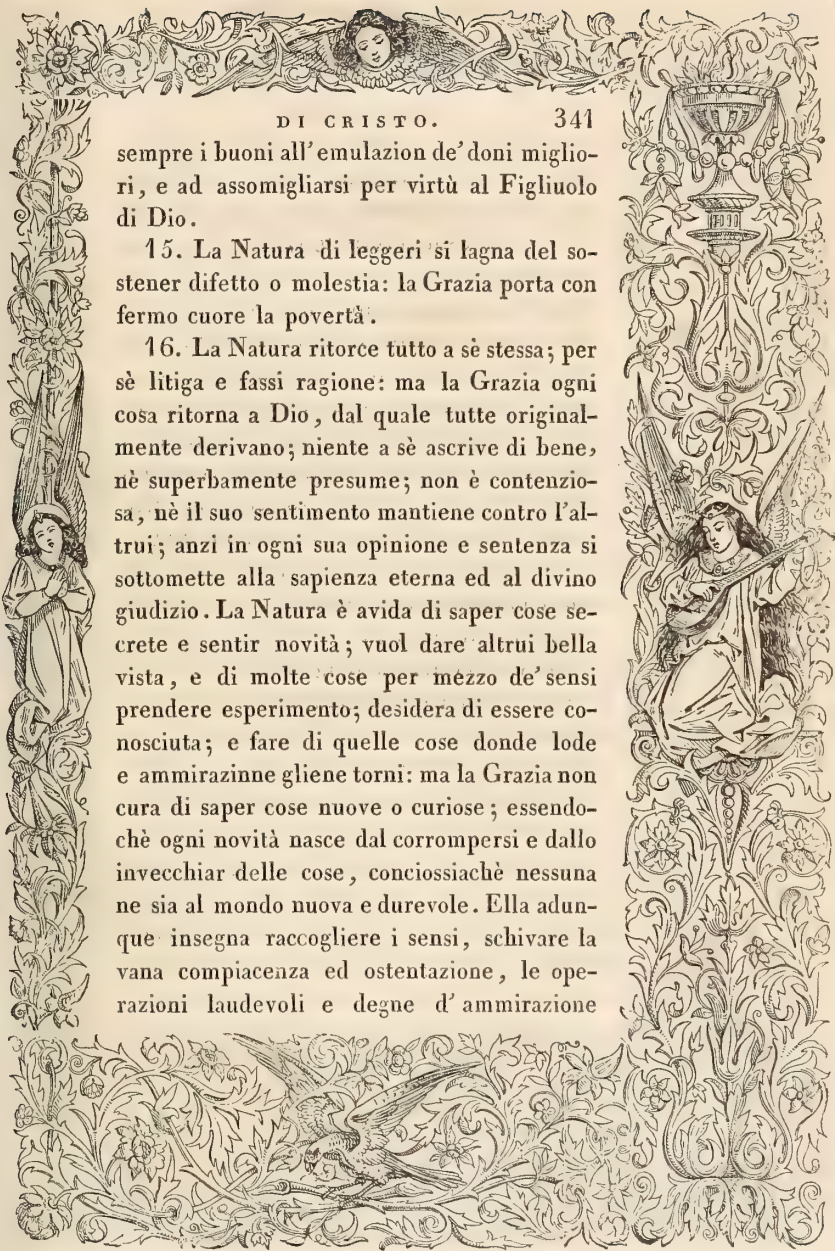 DI CRISTO. 341
sempre i buoni all'emulazion de' doni miglio-
ri, e ad assomigliarsi per virtù al Figliuolo
di Dio.
15. La Natura di leggeri si lagna del so-
stener difetto o molestia: la Grazia porta con
fermo cuore la povertà.
16. La Natura ritorce tutto a sè stessa; per
sè litiga e fassi ragione: ma la Grazia ogni
cosa ritorna a Dio, dal quale tutte original-
mente derivano; niente a sè ascrive di bene,
nè superbamente presume; non è contenzio-
sa, nè il suo sentimento mantiene contro l'al-
trui; anzi in ogni sua opinione e sentenza si
sottomette alla sapienza eterna ed al divino
giudizio. La Natura è avida di saper cose se-
crete e sentir novità; vuol dare altrui bella
vista, e di molte cose per mezzo de' sensi
prendere esperimento; desidera di essere co-
nosciuta; e fare di quelle cose donde lode
e ammirazinne gliene torni: ma la Grazia non
cura di saper cose nuove o curiose; essendo-
chè ogni novità nasce dal corrompersi e dallo
invecchiar delle cose, conciossiachè nessuna
ne sia al mondo nuova e durevole. Ella adun-
que insegna raccogliere i sensi, schivare la
vana compiacenza ed ostentazione, le ope-
razioni laudevoli e degne d'ammirazione